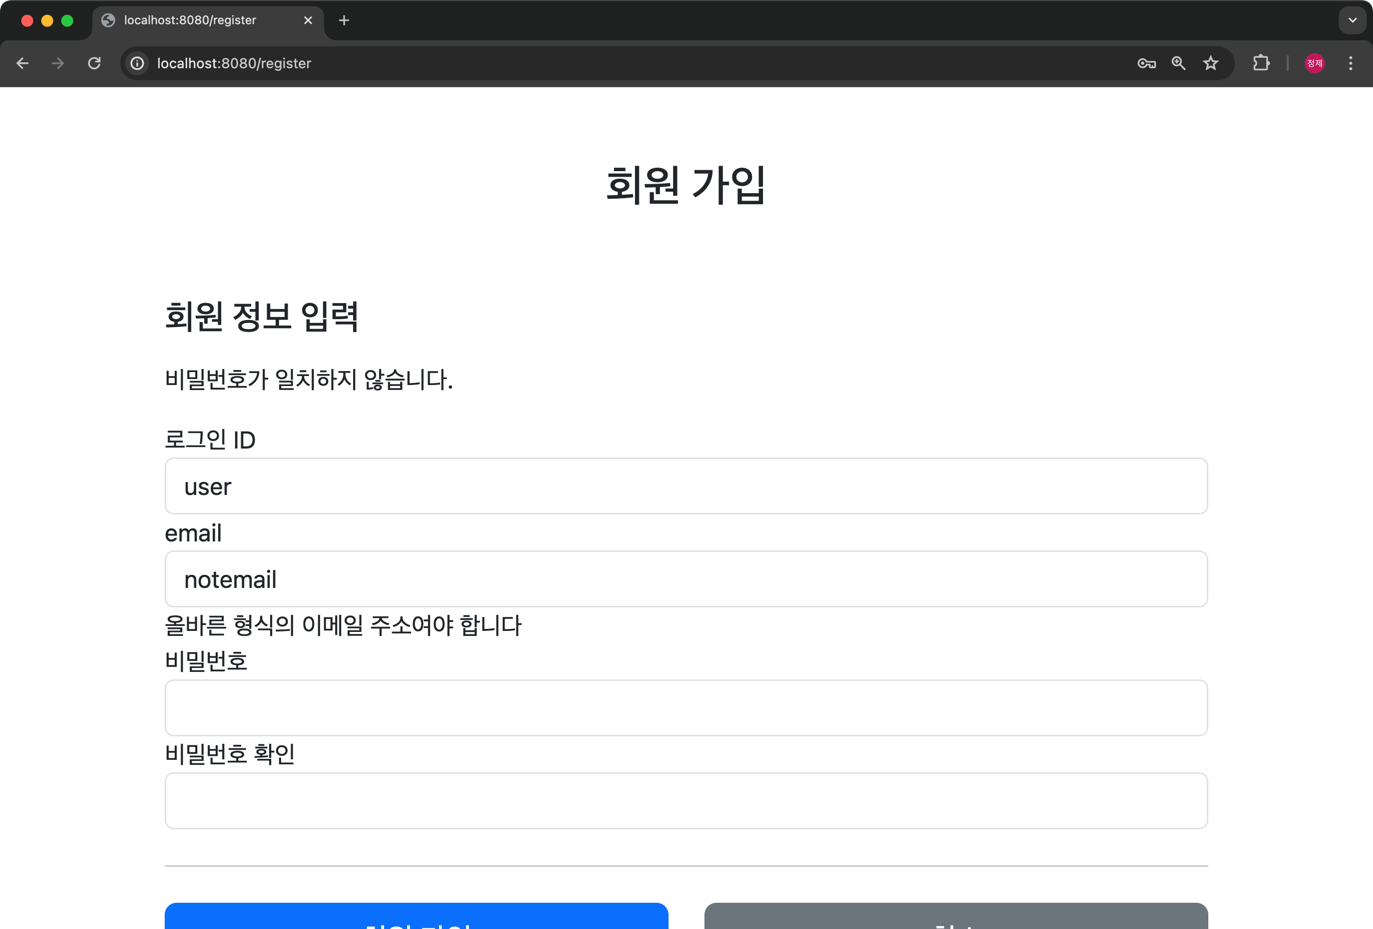 localhost:8080/register
localhost:8080/register
정제
회원 가입
회원 정보 입력
비밀번호가 일치하지 않습니다.
로그인 ID
user
email
notemail
올바른 형식의 이메일 주소여야 합니다
비밀번호
비밀번호 확인